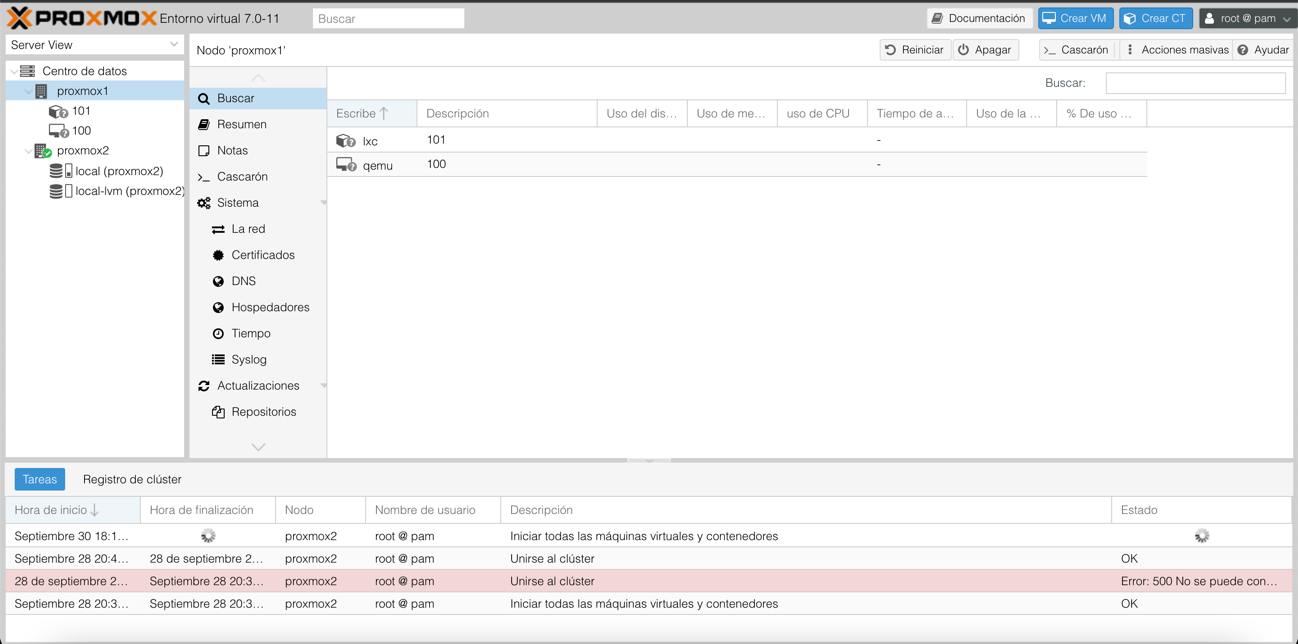 PROXMOX Entorno virtual 7.0-11 Buscar Documentación Crear VM Crear CT root @ pam
Server View
Nodo 'proxmox1' Reiniciar Apagar >_ Cascarón Acciones masivas Ayudar
Centro de datos
proxmox1
101
100
proxmox2
local (proxmox2)
local-lvm (proxmox2)
Buscar
Resumen
Notas
>_ Cascarón
Sistema
La red
Certificados
DNS
Hospedadores
Tiempo
Syslog
Actualizaciones
Repositorios
Buscar:
Escribe Descripción Uso del dis... Uso de me... uso de CPU Tiempo de a... Uso de la ... % De uso ...
lxc 101 -
qemu 100 -
Tareas Registro de clúster
Hora de inicio Hora de finalización Nodo Nombre de usuario Descripción Estado
Septiembre 30 18:1... proxmox2 root @ pam Iniciar todas las máquinas virtuales y contenedores
Septiembre 28 20:4... 28 de septiembre 2... proxmox2 root @ pam Unirse al clúster OK
28 de septiembre 2... Septiembre 28 20:3... proxmox2 root @ pam Unirse al clúster Error: 500 No se puede con...
Septiembre 28 20:3... Septiembre 28 20:3... proxmox2 root @ pam Iniciar todas las máquinas virtuales y contenedores OK